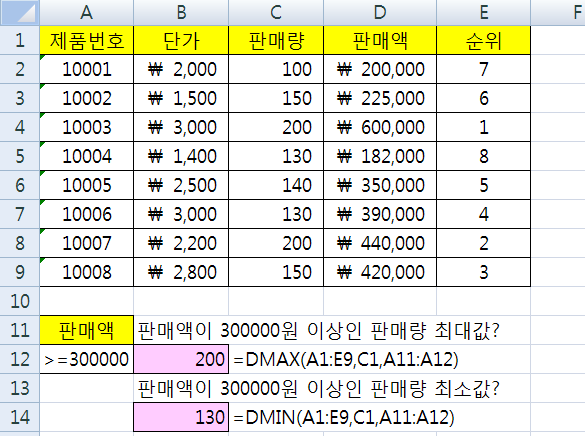 A B C D E F
1 제품번호 단가 판매량 판매액 순위
2 10001 ₩ 2,000 100 ₩ 200,000 7
3 10002 ₩ 1,500 150 ₩ 225,000 6
4 10003 ₩ 3,000 200 ₩ 600,000 1
5 10004 ₩ 1,400 130 ₩ 182,000 8
6 10005 ₩ 2,500 140 ₩ 350,000 5
7 10006 ₩ 3,000 130 ₩ 390,000 4
8 10007 ₩ 2,200 200 ₩ 440,000 2
9 10008 ₩ 2,800 150 ₩ 420,000 3
10
11 판매액 판매액이 300000원 이상인 판매량 최대값?
12 >=300000 200 =DMAX(A1:E9,C1,A11:A12)
13 판매액이 300000원 이상인 판매량 최소값?
14 130 =DMIN(A1:E9,C1,A11:A12)